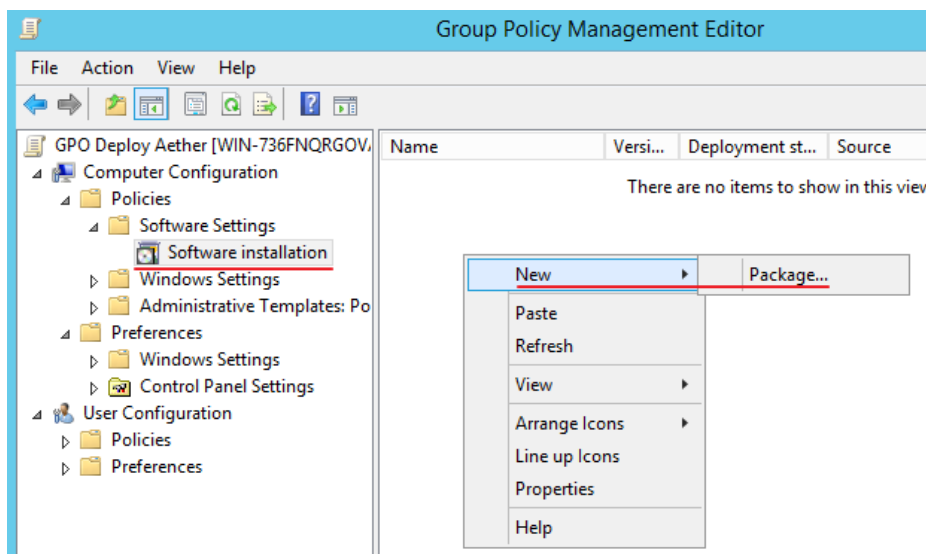 Group Policy Management Editor
File Action View Help
GPO Deploy Aether [WIN-736FNQRGOV
Computer Configuration
Policies
Software Settings
Software installation
Windows Settings
Administrative Templates: Po
Preferences
Windows Settings
Control Panel Settings
User Configuration
Policies
Preferences
Name Versi... Deployment st... Source
There are no items to show in this view
New
Package...
Paste
Refresh
View
Arrange Icons
Line up Icons
Properties
Help